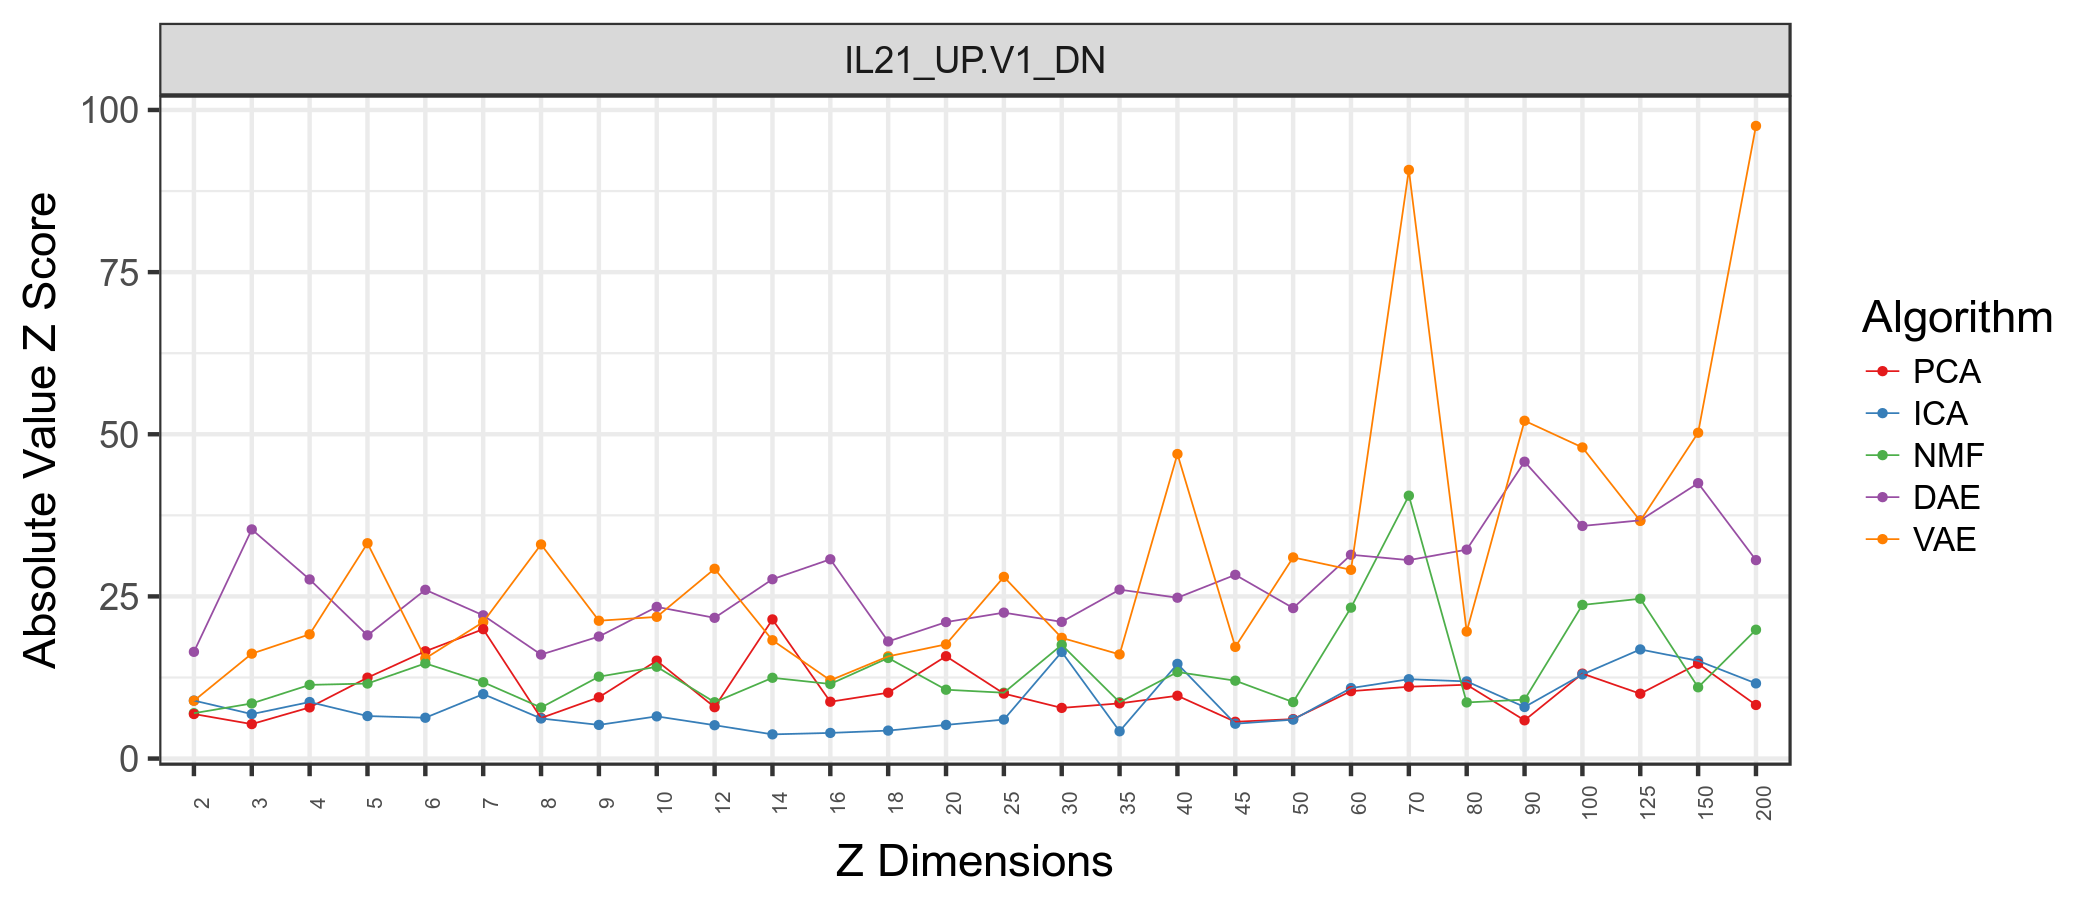 IL21_UP.V1_DN
Absolute Value Z Score
100
75
50
25
0
2 3 4 5 6 7 8 9 10 12 14 16 18 20 25 30 35 40 45 50 60 70 80 90 100 125 150 200
Z Dimensions
Algorithm
PCA
ICA
NMF
DAE
VAE